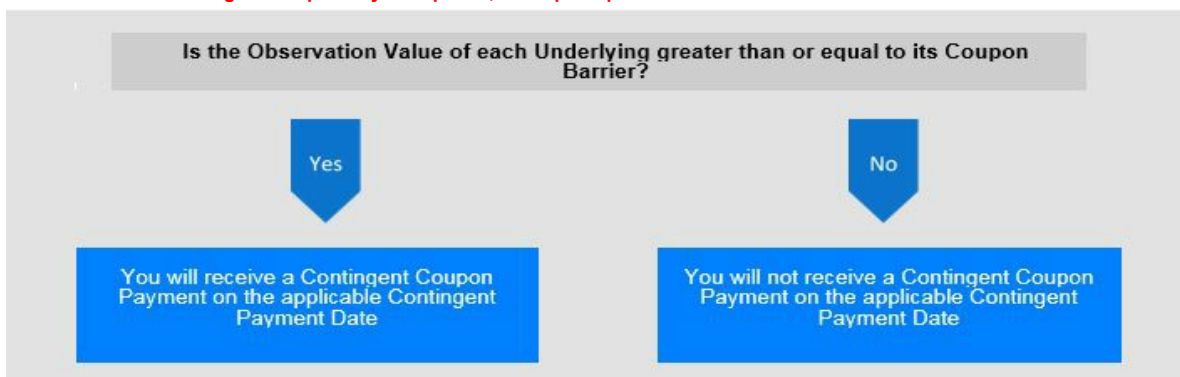 Is the Observation Value of each Underlying greater than or equal to its Coupon
Barrier?
Yes
No
You will receive a Contingent Coupon
Payment on the applicable Contingent
Payment Date
You will not receive a Contingent Coupon
Payment on the applicable Contingent
Payment Date